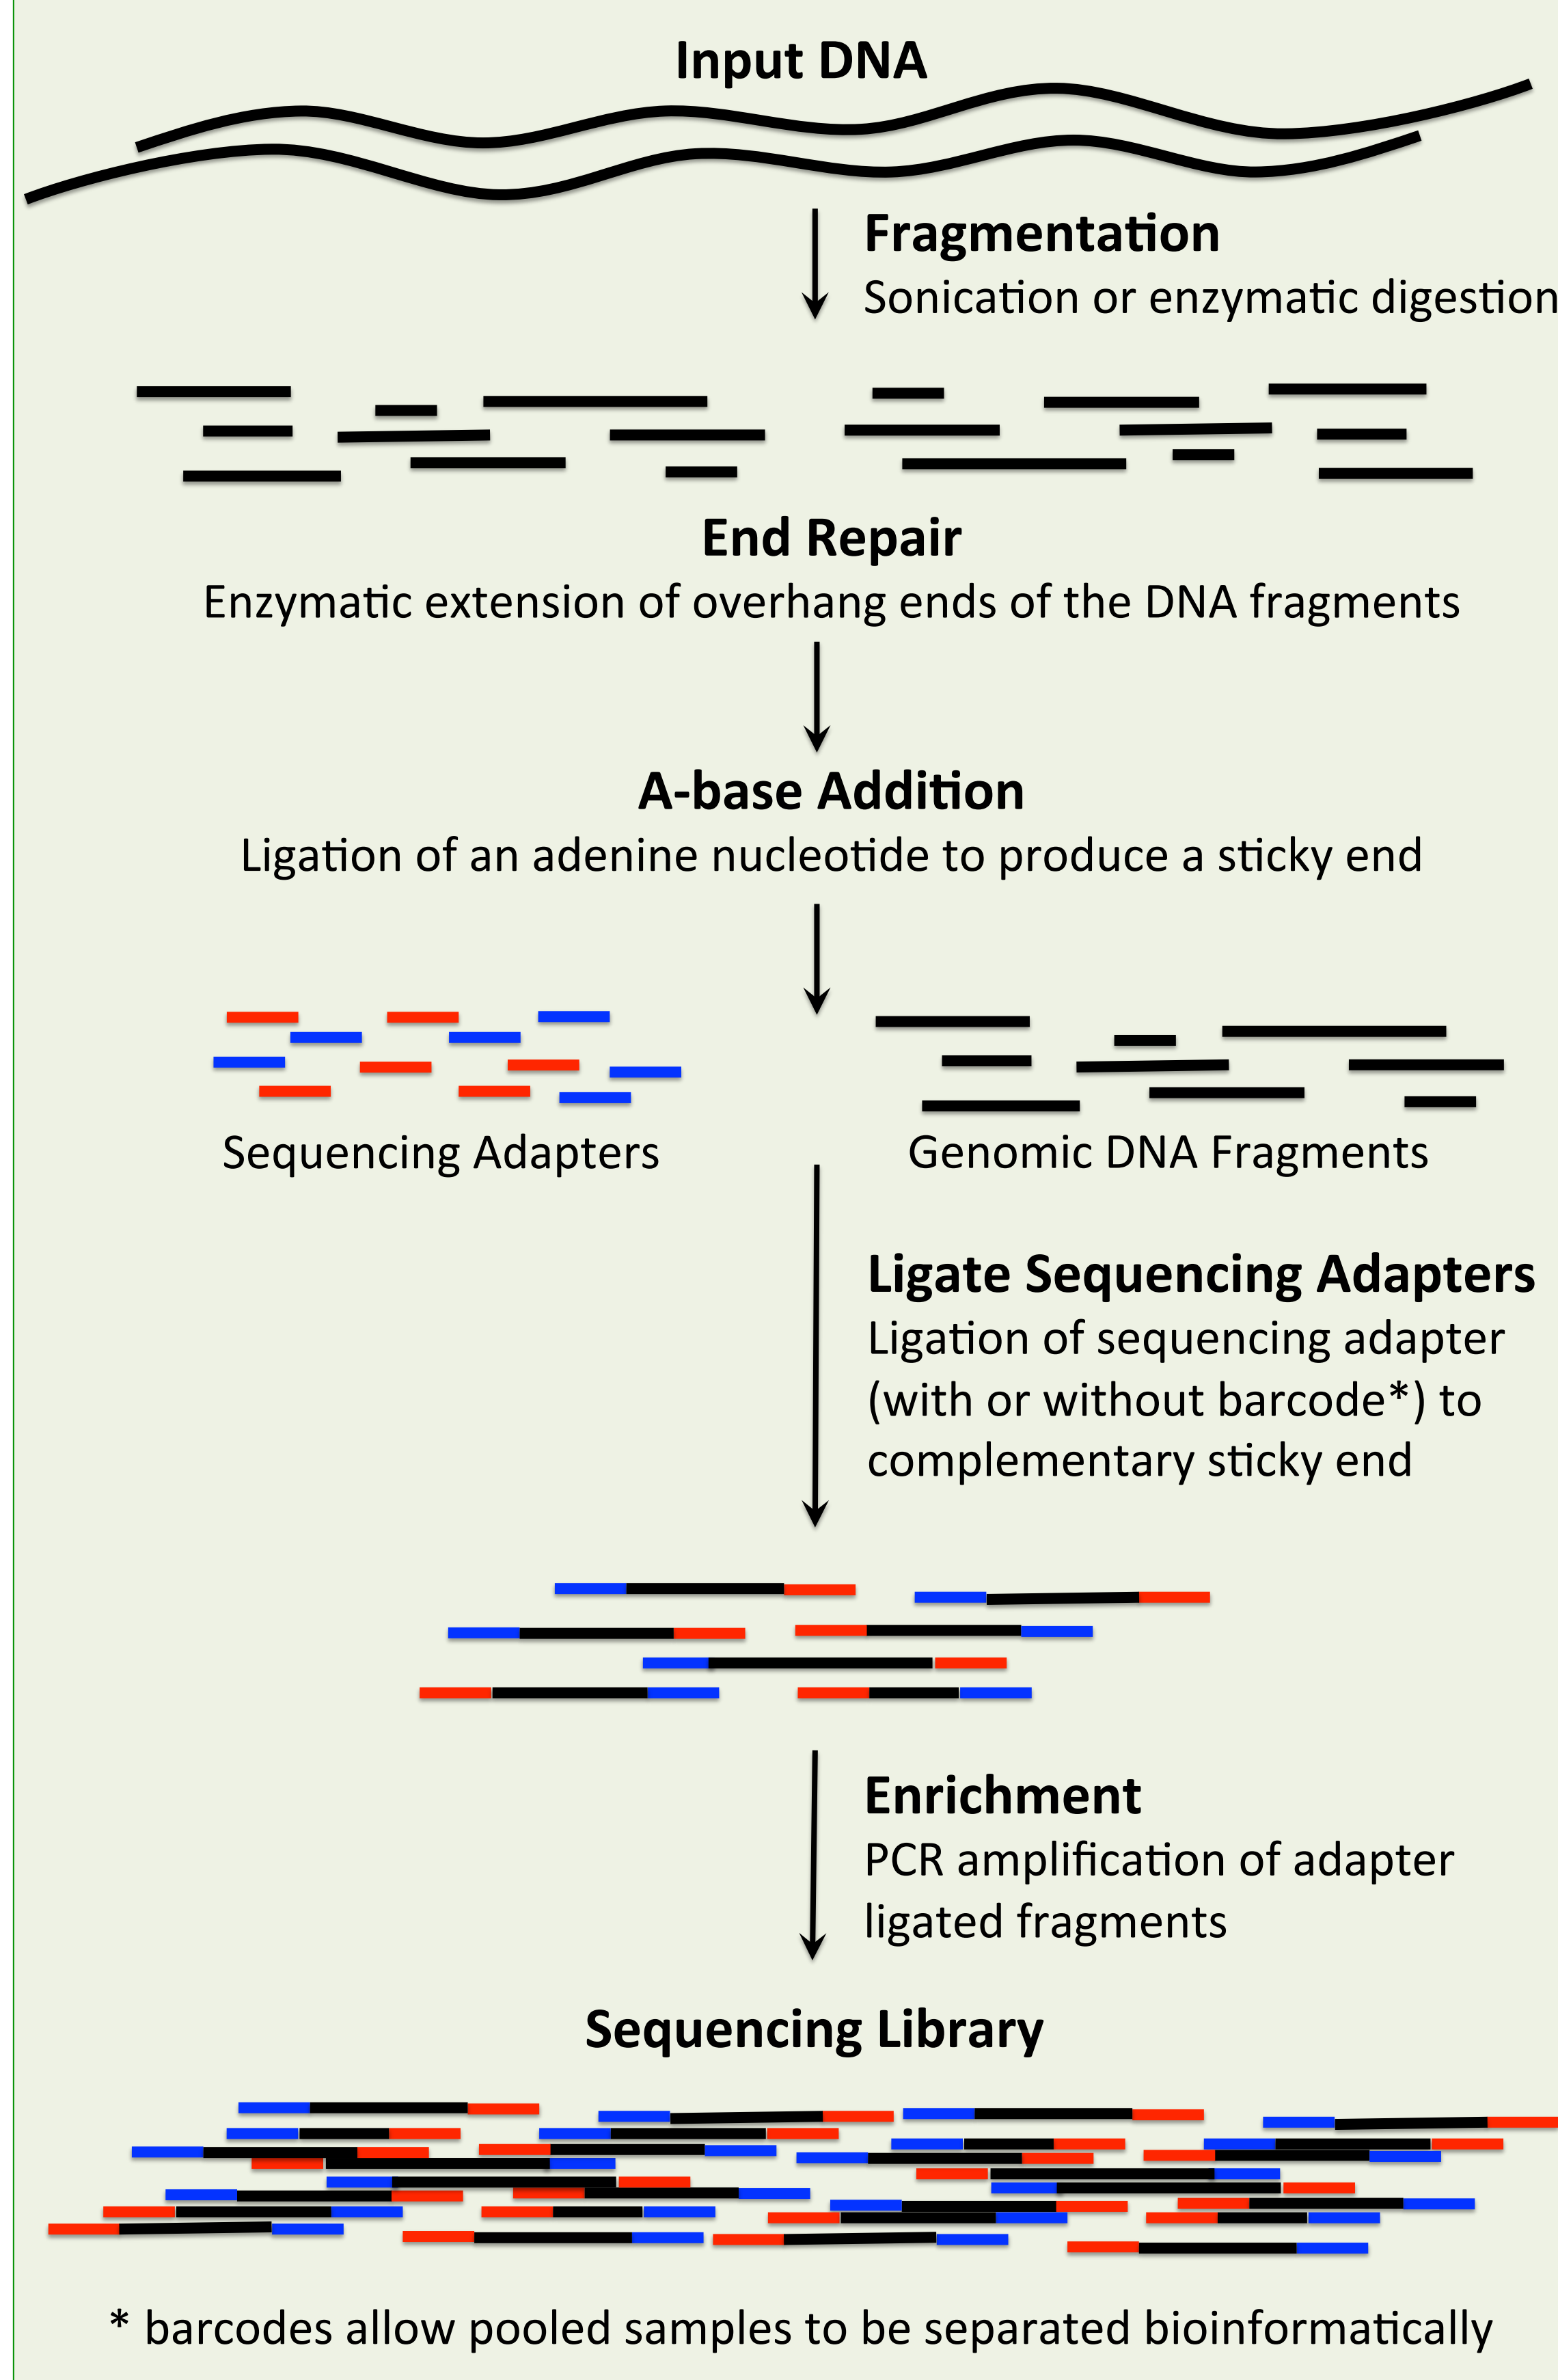 Input DNA
Fragmentation
Sonication or enzymatic digestion
End Repair
Enzymatic extension of overhang ends of the DNA fragments
A-base Addition
Ligation of an adenine nucleotide to produce a sticky end
Sequencing Adapters
Genomic DNA Fragments
Ligate Sequencing Adapters
Ligation of sequencing adapter
(with or without barcode*) to
complementary sticky end
Enrichment
PCR amplification of adapter
ligated fragments
Sequencing Library
* barcodes allow pooled samples to be separated bioinformatically